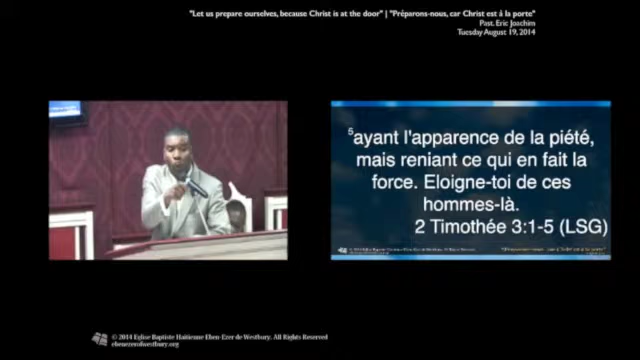 "Let us prepare ourselves, because Christ is at the door" | "Préparons-nous, car Christ est à la porte"
Past. Eric Joachim
Tuesday August 19, 2014
5ayant l'apparence de la piété,
mais reniant ce qui en fait la
force. Eloigne-toi de ces
hommes-là.
2 Timothée 3:1-5 (LSG)
© 2014 Eglise Baptiste Haïtienne Eben-Ezer de Westbury. All Rights Reserved
ebenezerofwestbury.org